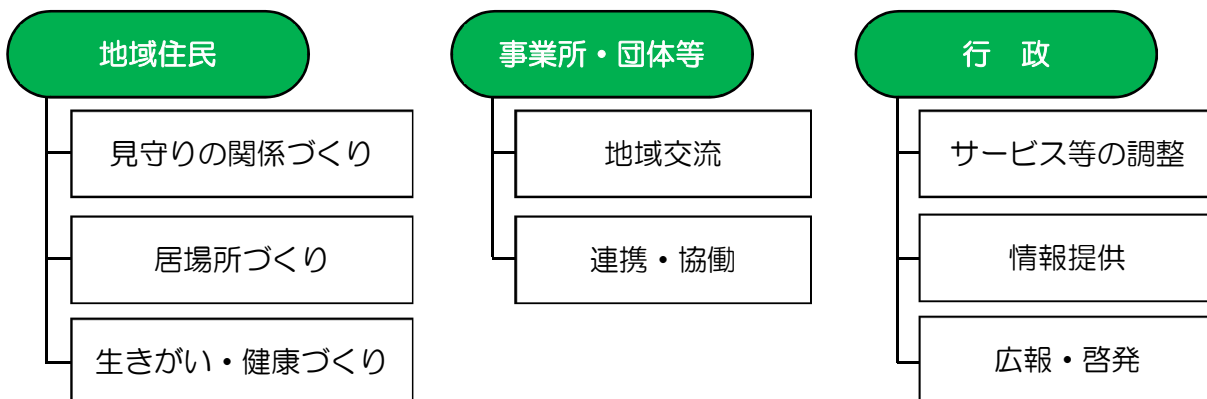 地域住民
見守りの関係づくり
居場所づくり
生きがい・健康づくり
事業所・団体等
地域交流
連携・協働
行　政
サービス等の調整
情報提供
広報・啓発